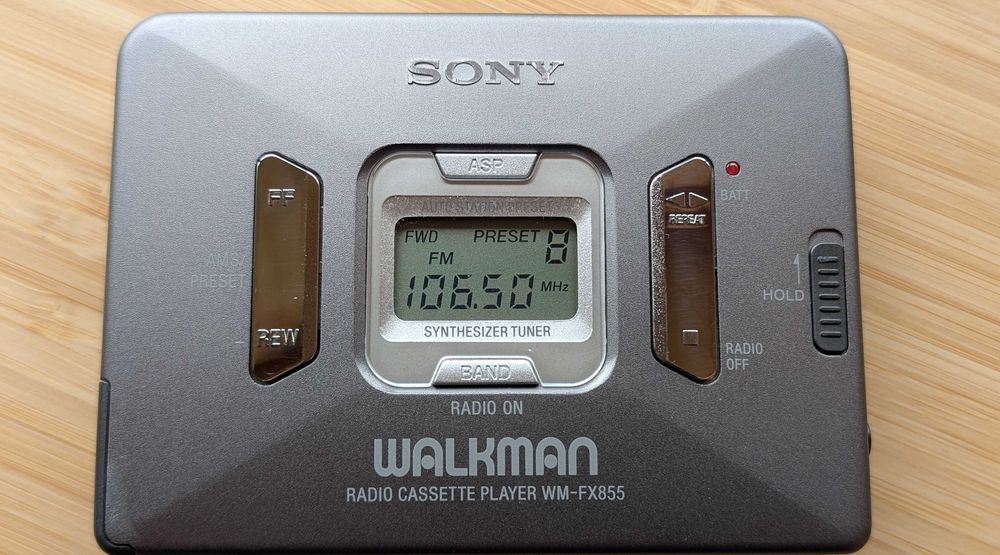 SONY
ASP
AUTO STATION PRESET
FF
AMS/
PRESET
REW
FWD PRESET 8
FM
106.50 MHz
SYNTHESIZER TUNER
BAND
RADIO ON
REPEAT
BATT
HOLD
RADIO
OFF
WALKMAN
RADIO CASSETTE PLAYER WM-FX855